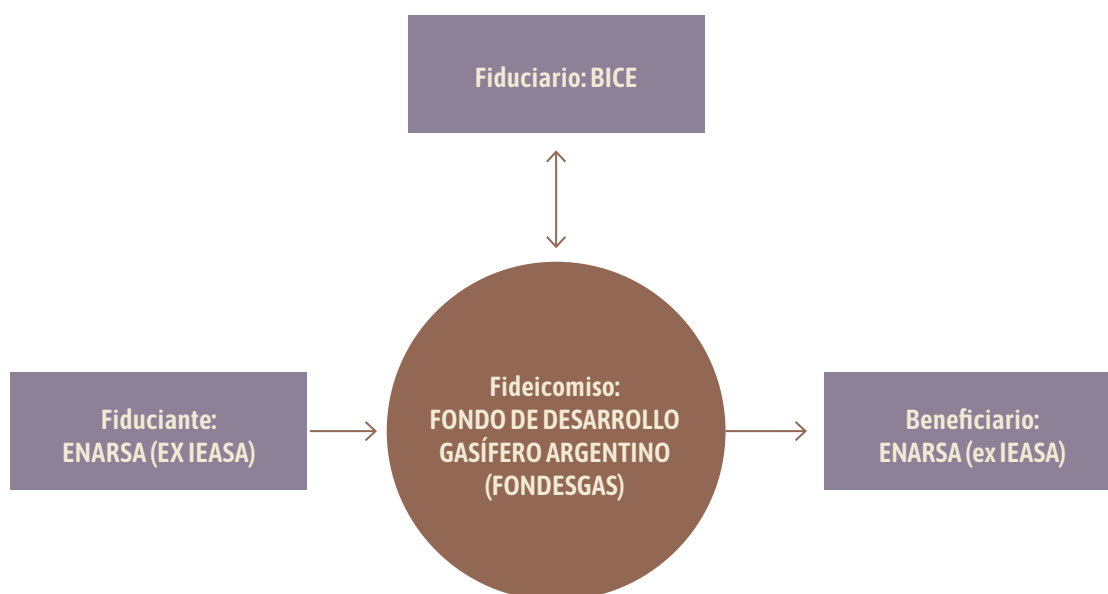 Fiduciario: BICE
Fiduciante:
ENARSA (EX IEASA)
Fideicomiso:
FONDO DE DESARROLLO
GASÍFERO ARGENTINO
(FONDESGAS)
Beneficiario:
ENARSA (ex IEASA)